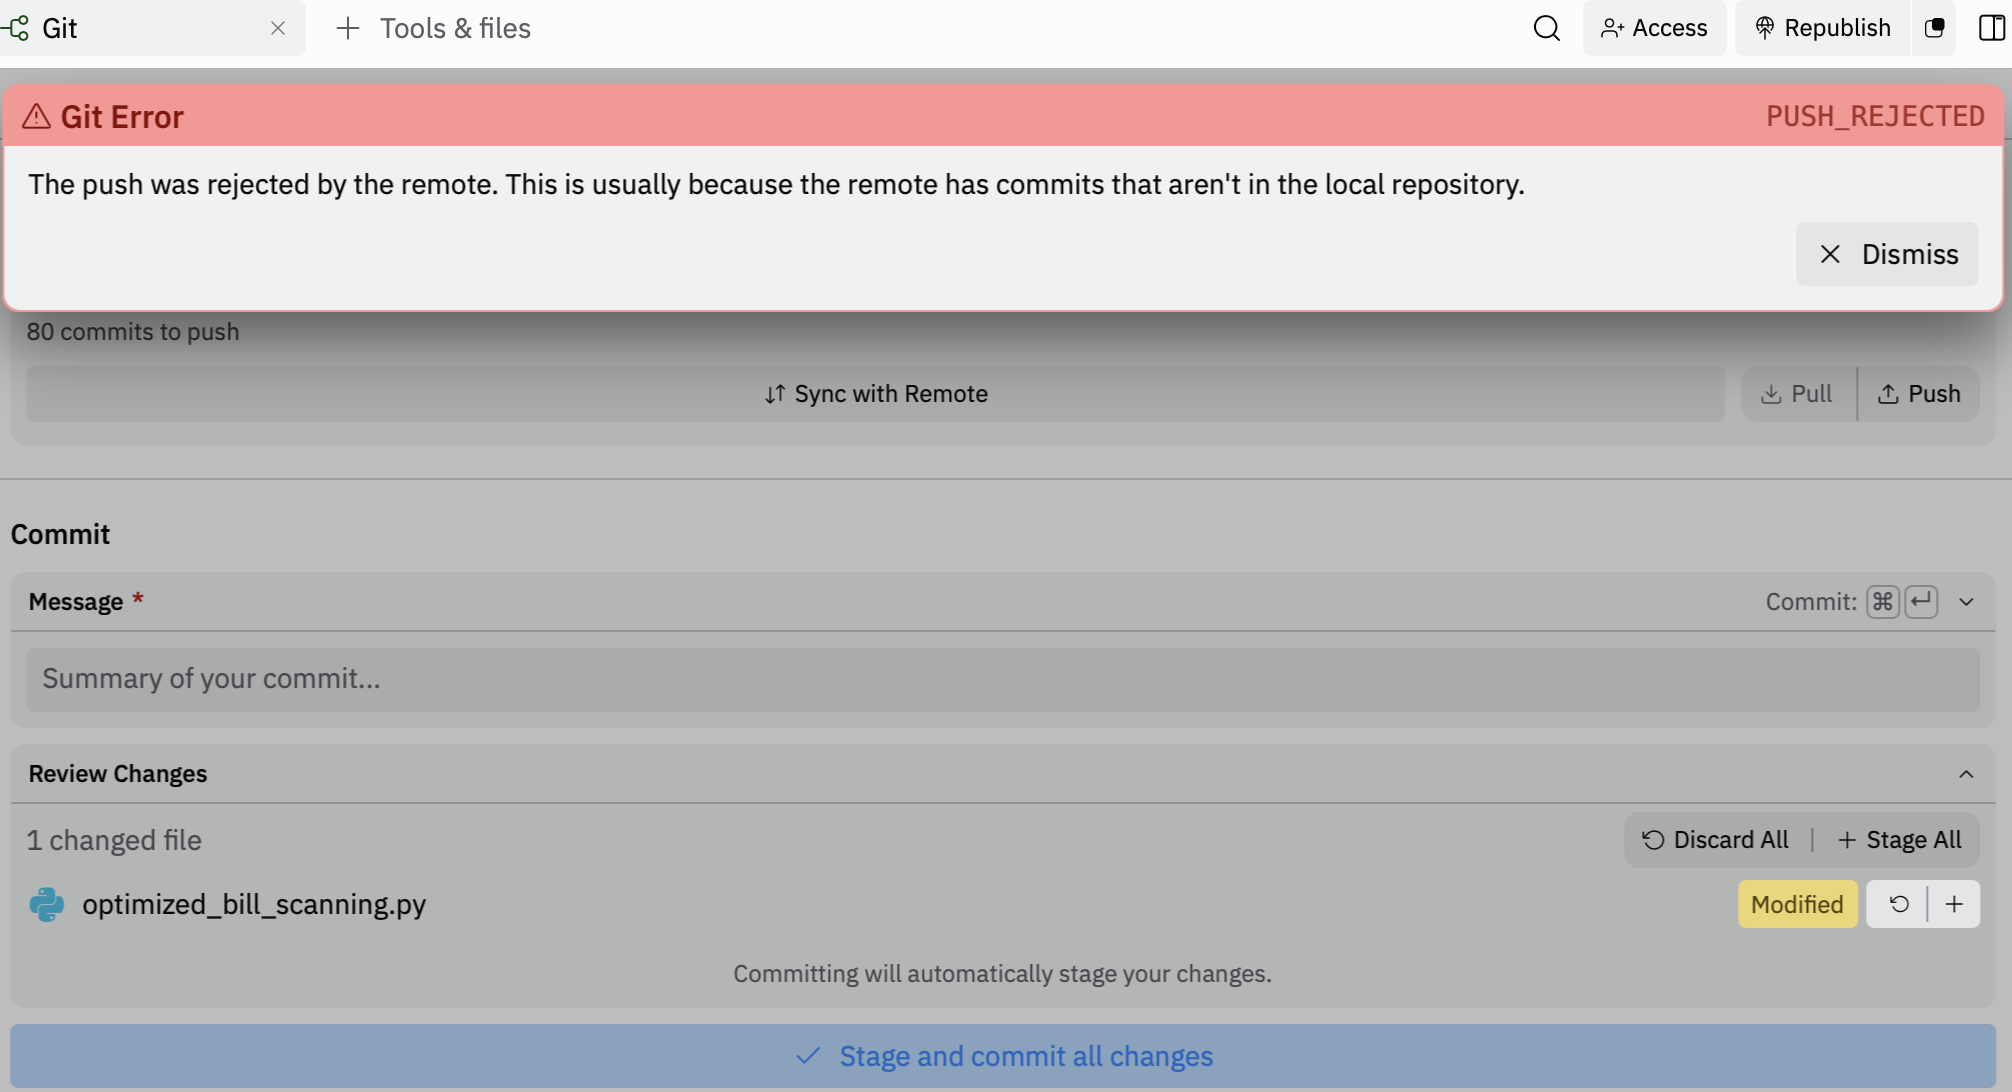 Git
Tools & files
Access
Republish
Git Error
PUSH_REJECTED
The push was rejected by the remote. This is usually because the remote has commits that aren't in the local repository.
Dismiss
80 commits to push
Sync with Remote
Pull
Push
Commit
Message *
Commit: ⌘ ↵
Summary of your commit...
Review Changes
1 changed file
Discard All
Stage All
optimized_bill_scanning.py
Modified
Committing will automatically stage your changes.
Stage and commit all changes